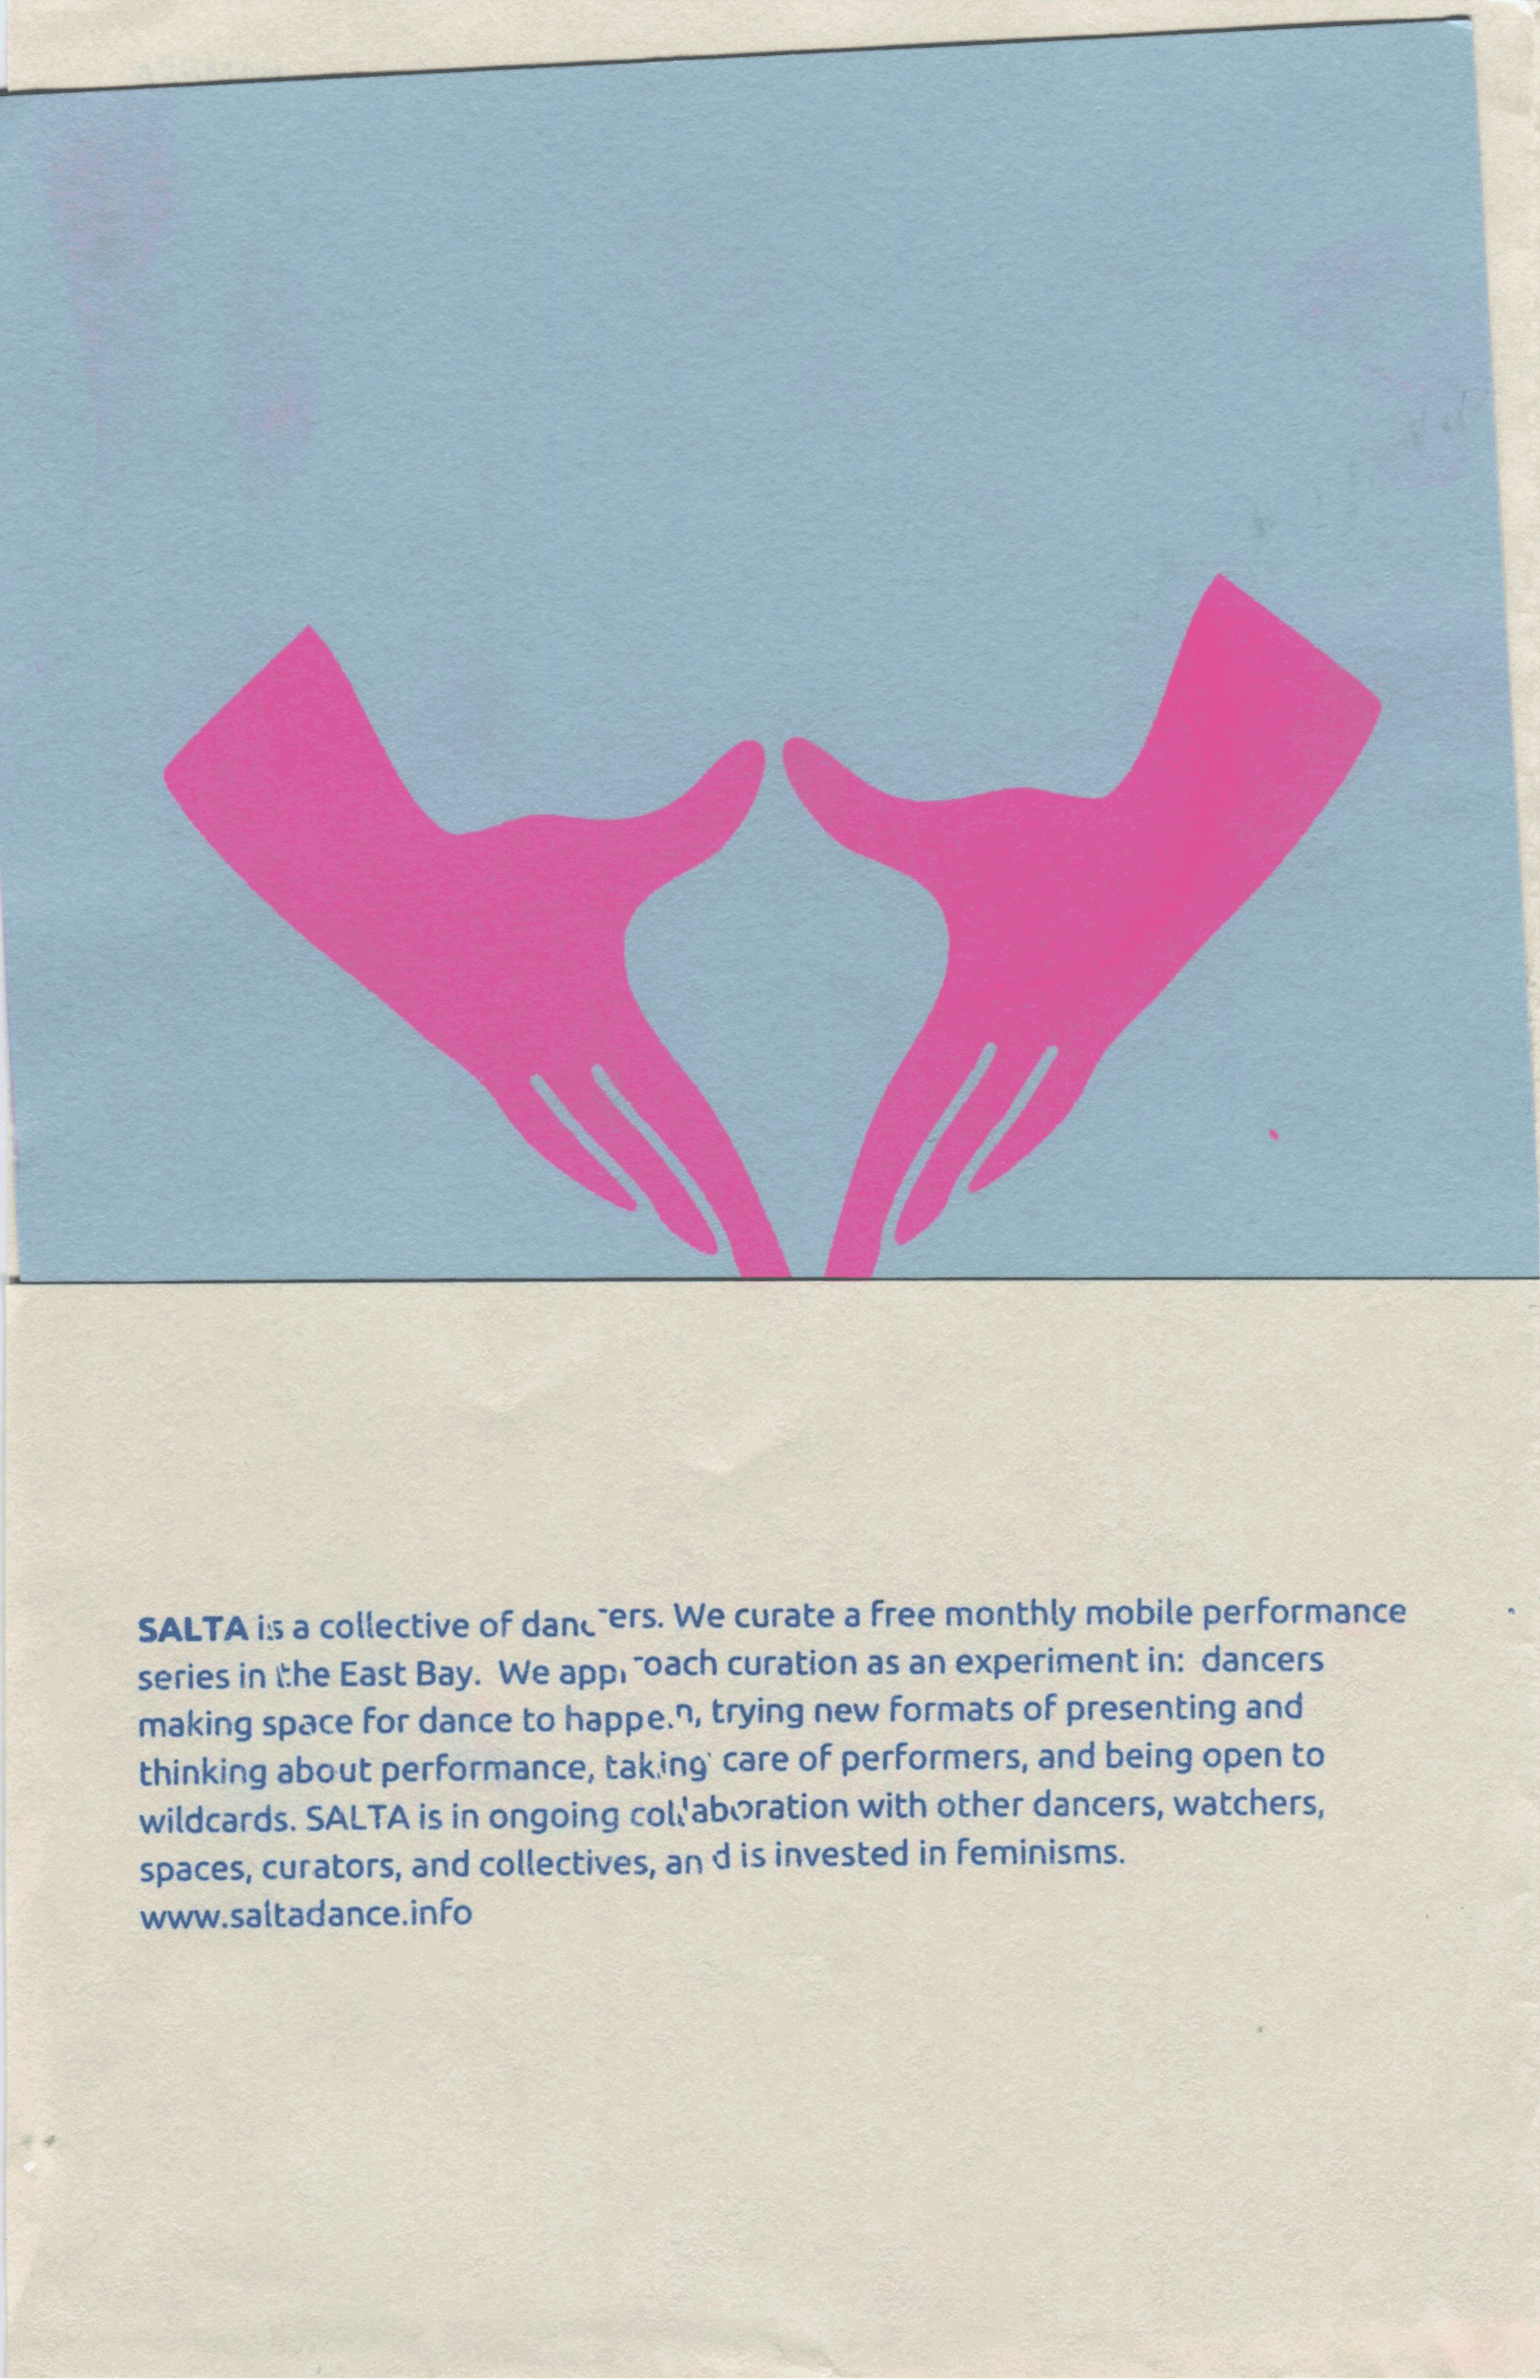 SALTA is a collective of dancers. We curate a free monthly mobile performance
series in the East Bay. We approach curation as an experiment in: dancers
making space for dance to happen, trying new formats of presenting and
thinking about performance, taking care of performers, and being open to
wildcards. SALTA is in ongoing collaboration with other dancers, watchers,
spaces, curators, and collectives, and is invested in feminisms.
www.saltadance.info